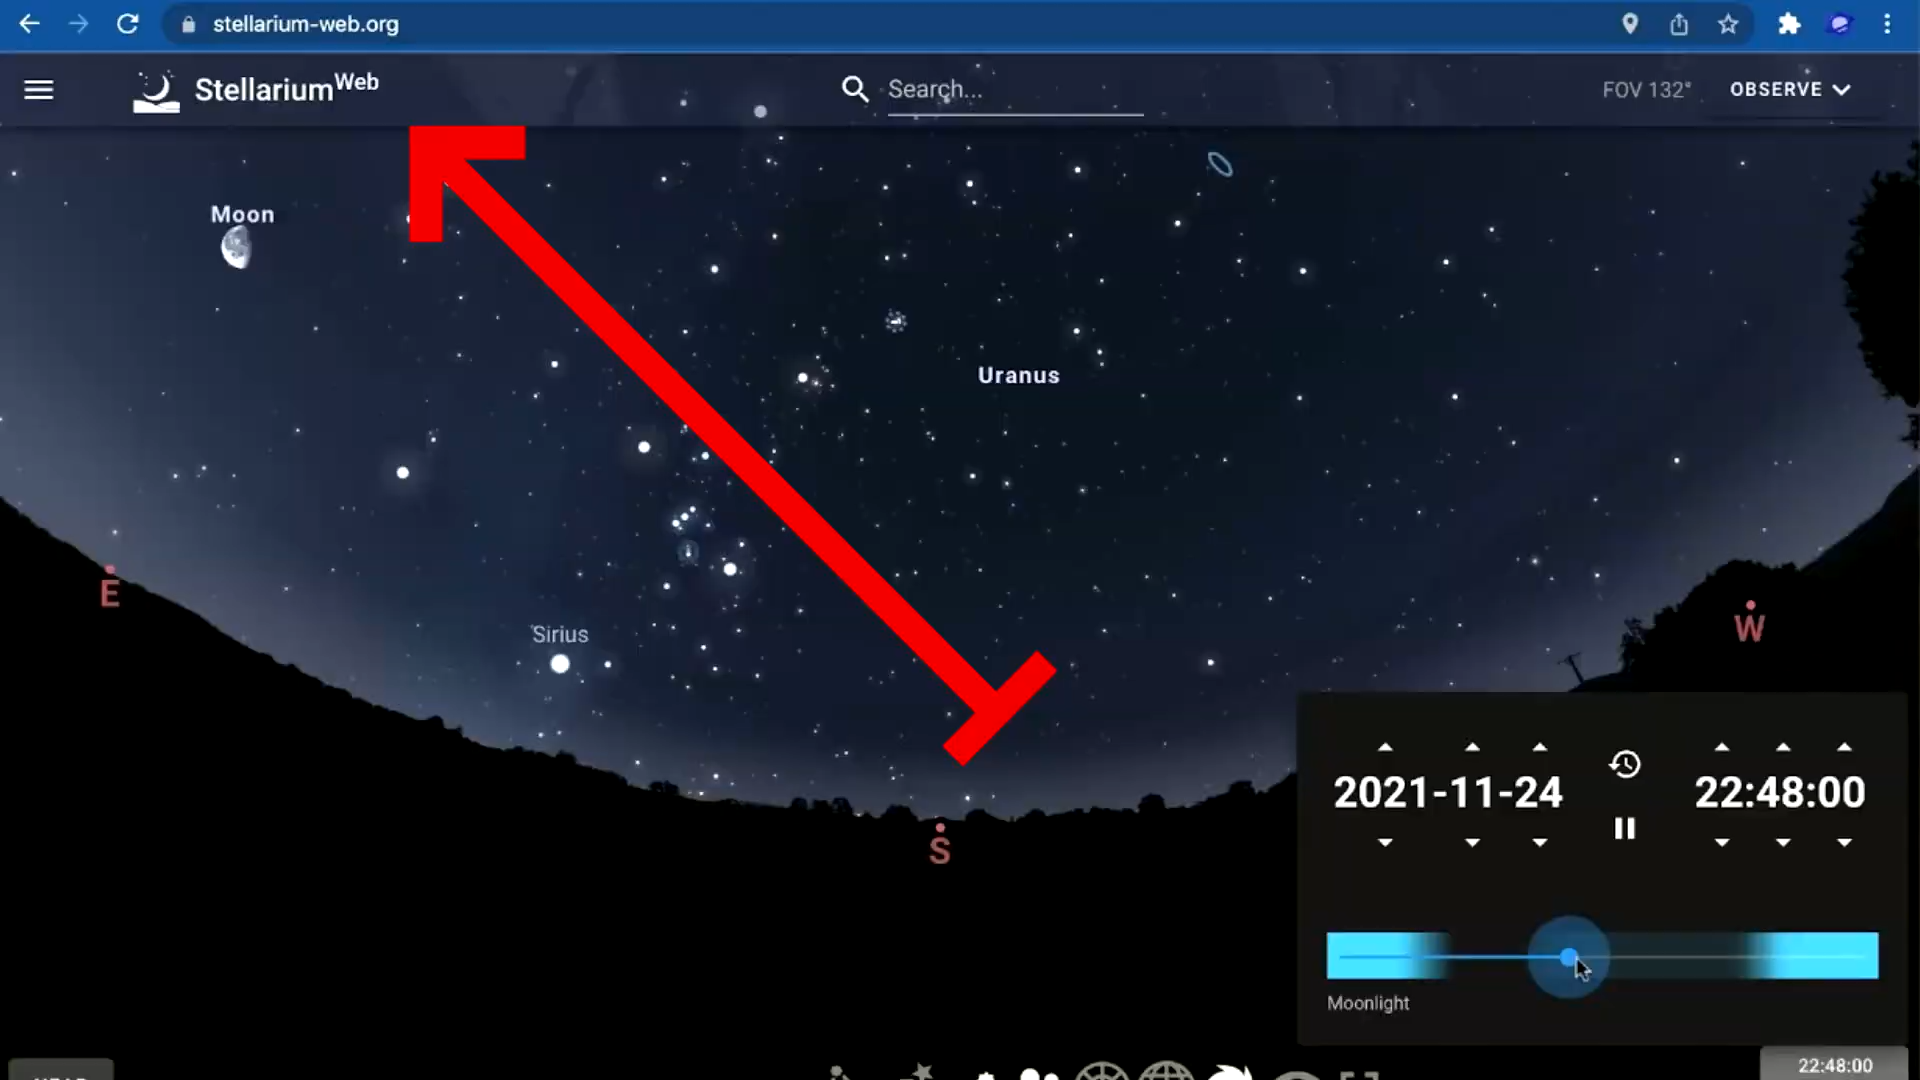 stellarium-web.org
StellariumWeb
Search...
FOV 132°
OBSERVE
Moon
Uranus
E
Sirius
W
S
2021-11-24
22:48:00
Moonlight
22:48:00